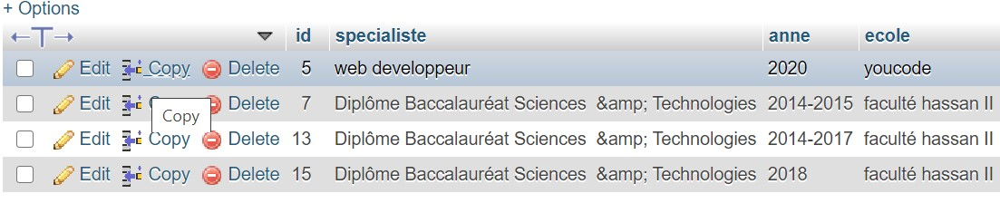 + Options
id specialiste anne ecole
Edit Copy Delete 5 web developpeur 2020 youcode
Edit C Delete 7 Diplôme Baccalauréat Sciences &amp; Technologies 2014-2015 faculté hassan II
Copy
Edit Copy Delete 13 Diplôme Baccalauréat Sciences &amp; Technologies 2014-2017 faculté hassan II
Edit Copy Delete 15 Diplôme Baccalauréat Sciences &amp; Technologies 2018 faculté hassan II